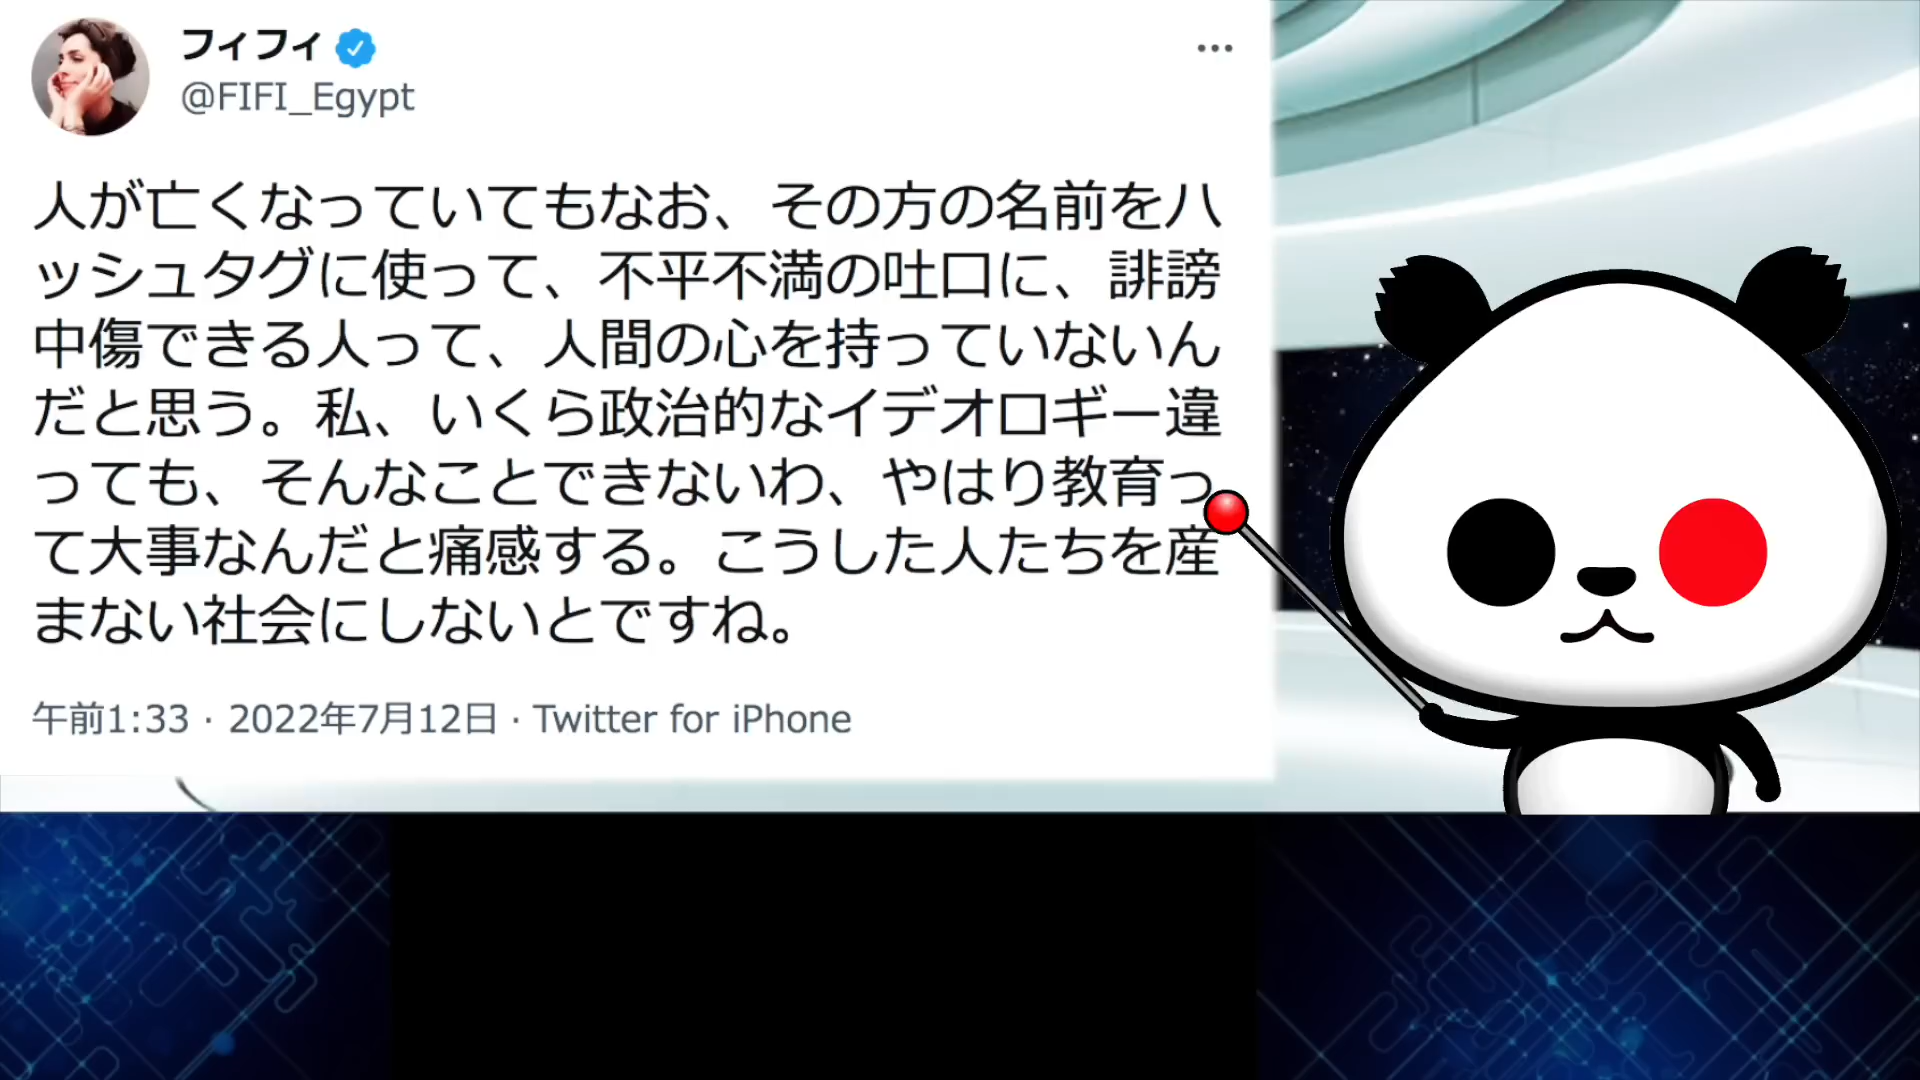 フィフィ
@FIFI_Egypt
人が亡くなっていてもなお、その方の名前をハ
ッシュタグに使って、不平不満の吐口に、誹謗
中傷できる人って、人間の心を持っていないん
だと思う。私、いくら政治的なイデオロギー違
っても、そんなことできないわ、やはり教育っ
て大事なんだと痛感する。こうした人たちを産
まない社会にしないとですね。
午前1:33 · 2022年7月12日 · Twitter for iPhone